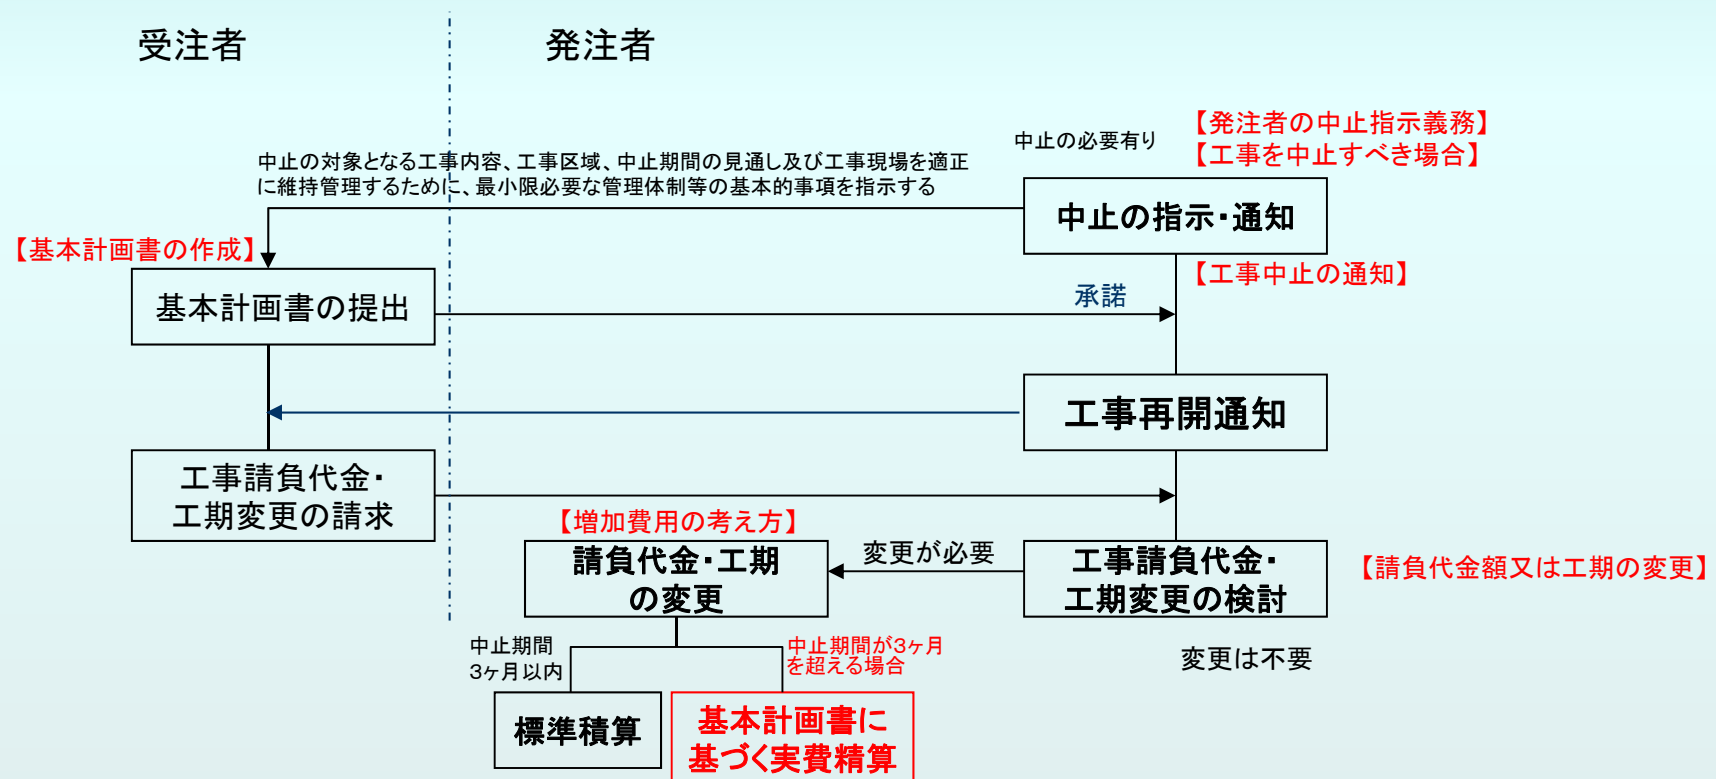 受注者
発注者
中止の必要有り
【発注者の中止指示義務】
【工事を中止すべき場合】
中止の対象となる工事内容、工事区域、中止期間の見通し及び工事現場を適正
に維持管理するために、最小限必要な管理体制等の基本的事項を指示する
中止の指示・通知
【基本計画書の作成】
【工事中止の通知】
基本計画書の提出
承諾
工事再開通知
工事請負代金・
工期変更の請求
【増加費用の考え方】
請負代金・工期
の変更
変更が必要
工事請負代金・
工期変更の検討
【請負代金額又は工期の変更】
中止期間
3ヶ月以内
中止期間が3ヶ月
を超える場合
変更は不要
標準積算
基本計画書に
基づく実費精算